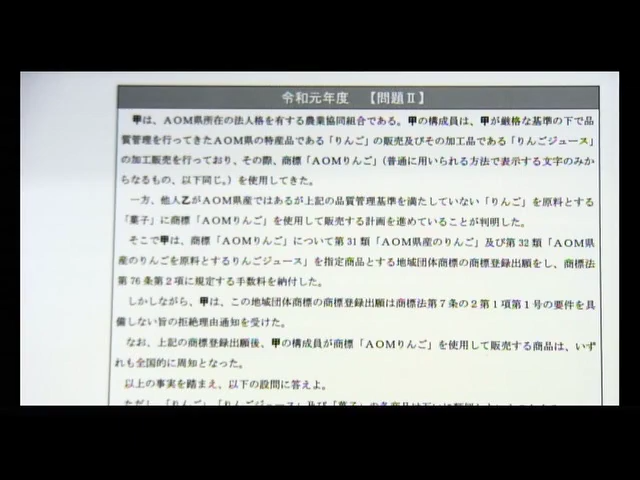 令和元年度 【問題Ⅱ】
甲は、AOM県所在の法人格を有する農業協同組合である。甲の構成員は、甲が厳格な基準の下で品
質管理を行ってきたAOM県の特産品である「りんご」の販売及びその加工品である「りんごジュース」
の加工販売を行っており、その際、商標「AOMりんご」(普通に用いられる方法で表示する文字のみか
らなるもの、以下同じ。)を使用してきた。
一方、他人乙がAOM県産ではあるが上記の品質管理基準を満たしていない「りんご」を原料とする
「菓子」に商標「AOMりんご」を使用して販売する計画を進めていることが判明した。
そこで甲は、商標「AOMりんご」について第31類「AOM県産のりんご」及び第32類「AOM県
産のりんごを原料とするりんごジュース」を指定商品とする地域団体商標の商標登録出願をし、商標法
第76条第2項に規定する手数料を納付した。
しかしながら、甲は、この地域団体商標の商標登録出願は商標法第7条の2第1項第1号の要件を具
備しない旨の拒絶理由通知を受けた。
なお、上記の商標登録出願後、甲の構成員が商標「AOMりんご」を使用して販売する商品は、いず
れも全国的に周知となった。
以上の事実を踏まえ、以下の設問に答えよ。